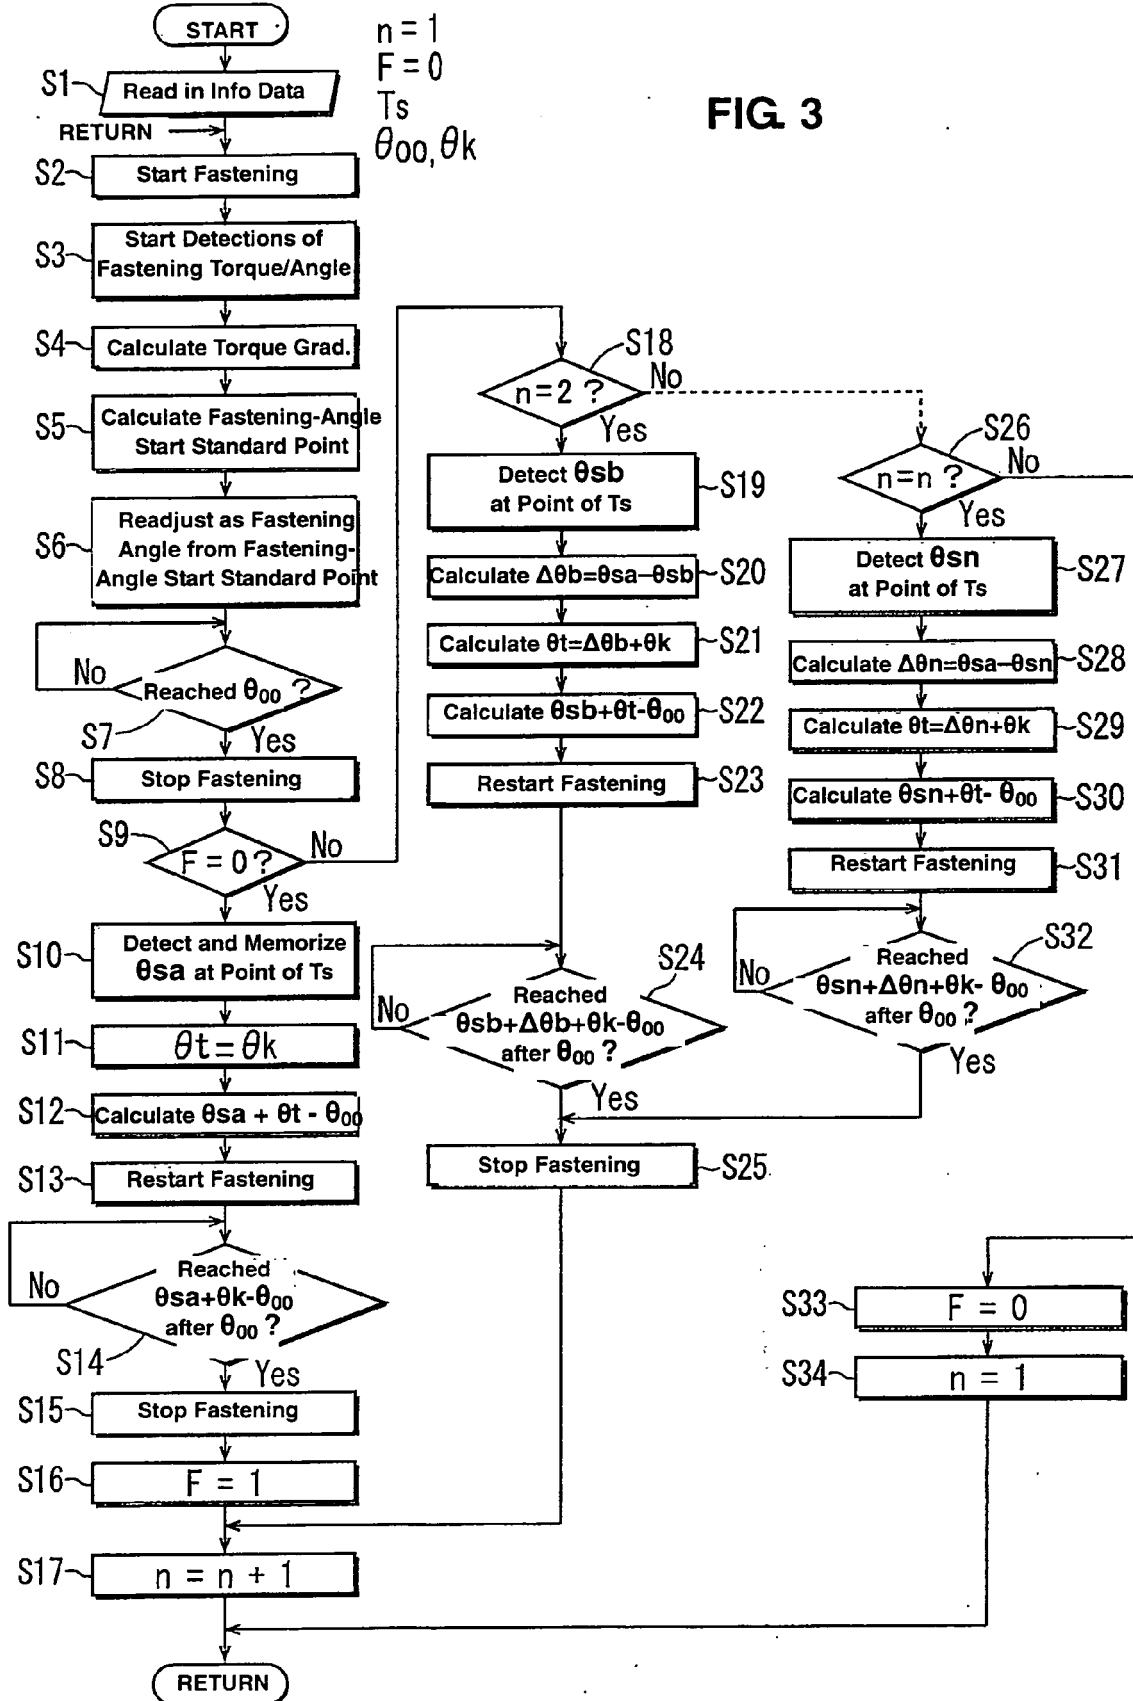 START
n = 1
F = 0
Ts
θ00, θk
FIG. 3
S1
Read in Info Data
RETURN
S2
Start Fastening
S3
Start Detections of
Fastening Torque/Angle
S4
Calculate Torque Grad.
S5
Calculate Fastening-Angle
Start Standard Point
S6
Readjust as Fastening
Angle from Fastening-
Angle Start Standard Point
No
Reached θ00 ?
S7
Yes
S8
Stop Fastening
S9
F = 0 ?
No
Yes
S10
Detect and Memorize
θsa at Point of Ts
S11
θt = θk
S12
Calculate θsa + θt - θ00
S13
Restart Fastening
No
Reached
θsa+θk-θ00
after θ00 ?
S14
Yes
S15
Stop Fastening
S16
F = 1
S17
n = n + 1
RETURN
S18
n = 2 ?
No
Yes
Detect θsb
at Point of Ts
S19
Calculate Δθb=θsa–θsb
S20
Calculate θt=Δθb+θk
S21
Calculate θsb+θt-θ00
S22
Restart Fastening
S23
S24
No
Reached
θsb+Δθb+θk-θ00
after θ00 ?
Yes
Stop Fastening
S25
S26
n=n ?
No
Yes
Detect θsn
at Point of Ts
S27
Calculate Δθn=θsa–θsn
S28
Calculate θt=Δθn+θk
S29
Calculate θsn+θt- θ00
S30
Restart Fastening
S31
S32
No
Reached
θsn+Δθn+θk- θ00
after θ00 ?
Yes
S33
F = 0
S34
n = 1